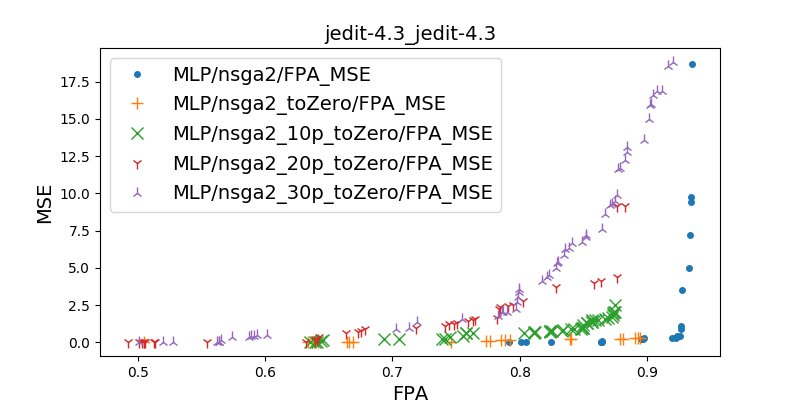 jedit-4.3_jedit-4.3
MLP/nsga2/FPA_MSE
MLP/nsga2_toZero/FPA_MSE
MLP/nsga2_10p_toZero/FPA_MSE
MLP/nsga2_20p_toZero/FPA_MSE
MLP/nsga2_30p_toZero/FPA_MSE
MSE
17.5
15.0
12.5
10.0
7.5
5.0
2.5
0.0
0.5 0.6 0.7 0.8 0.9
FPA